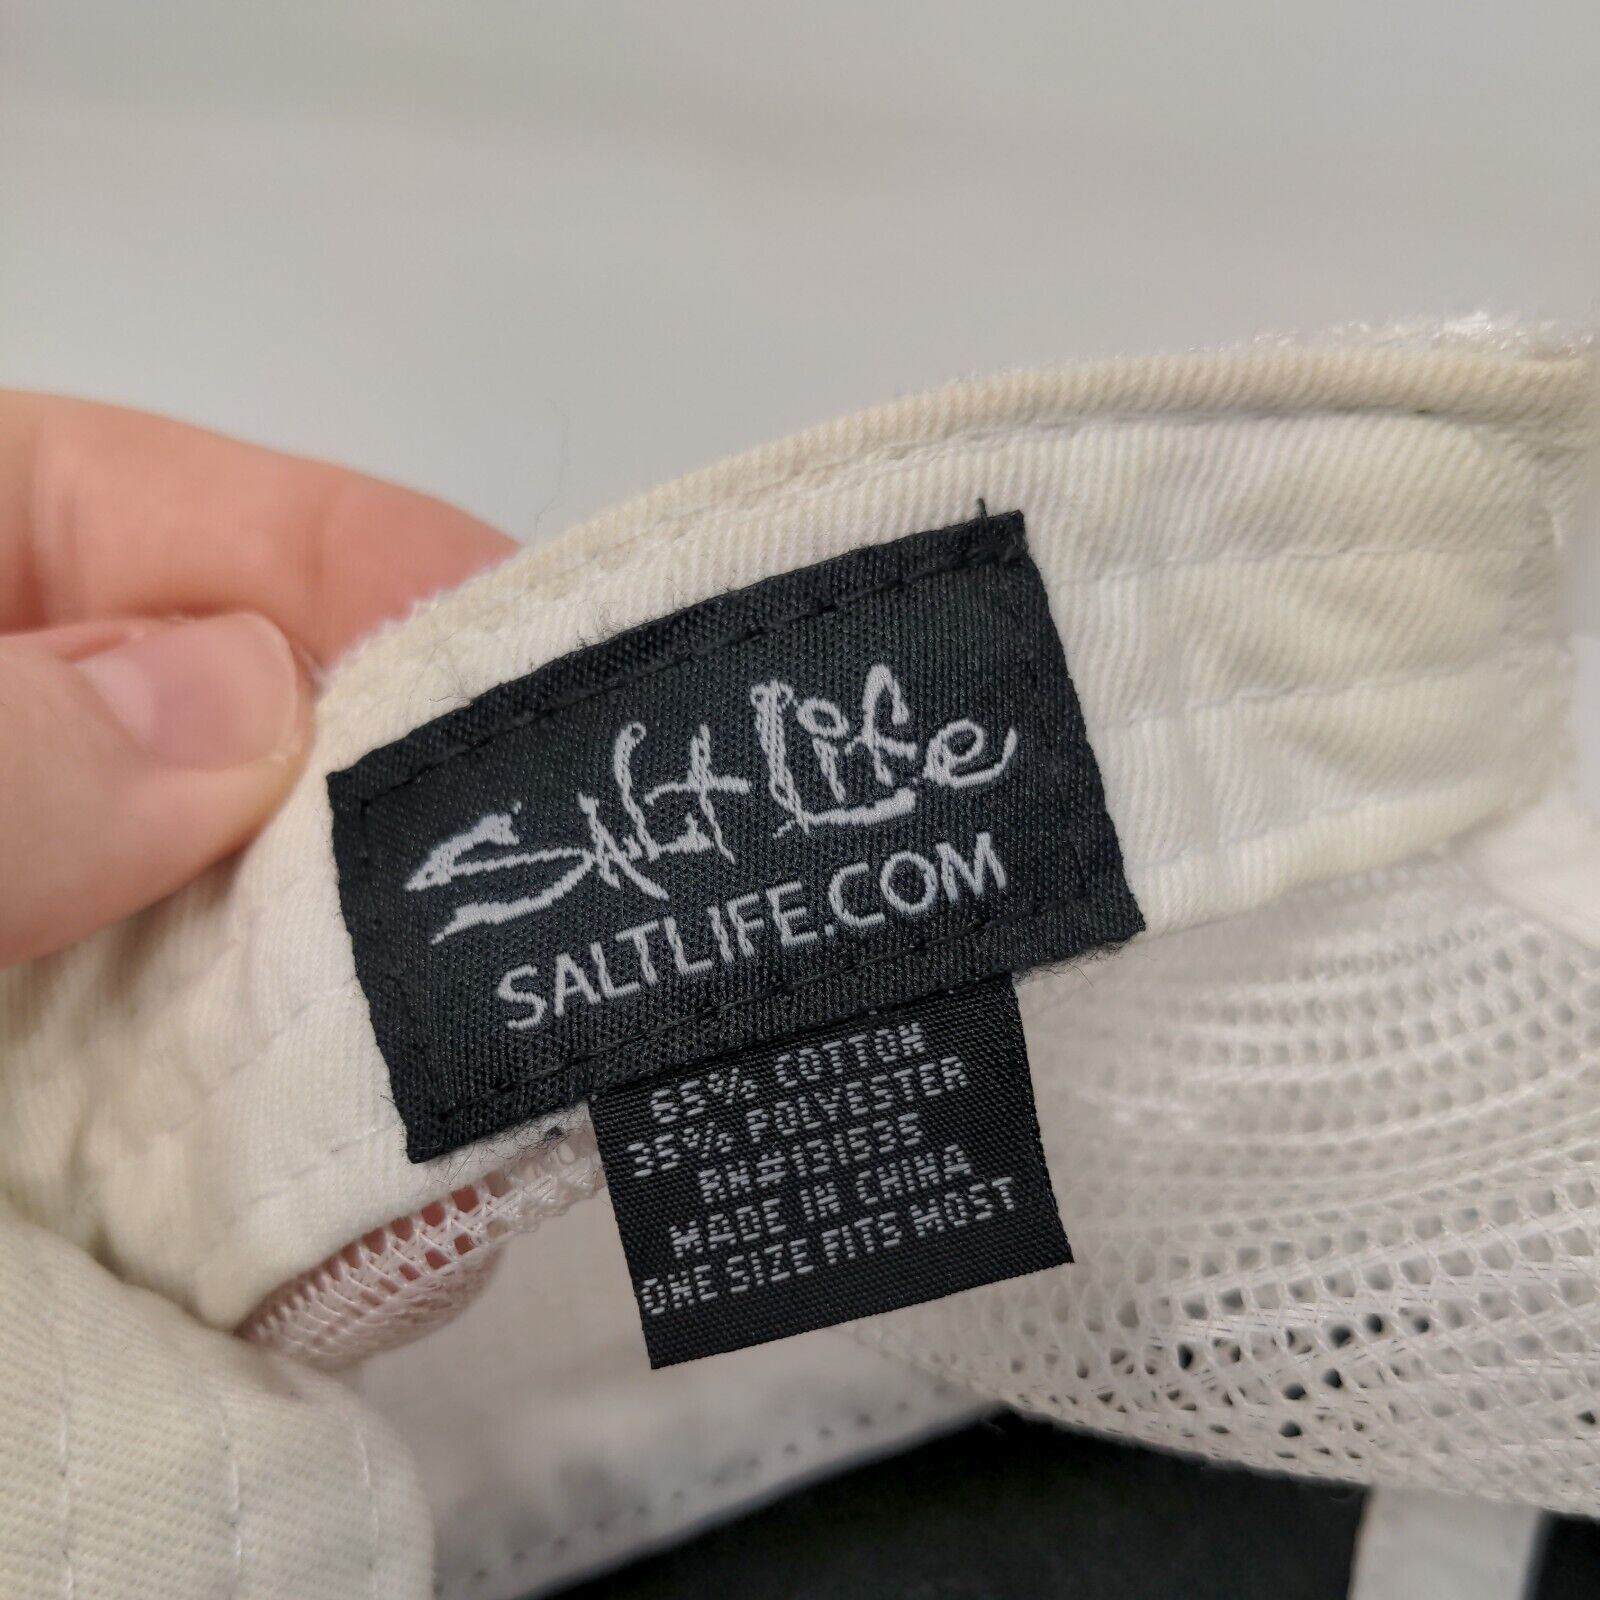 Salt Life
SALTLIFE.COM
65% COTTON
35% POLYESTER
RN#131535
MADE IN CHINA
ONE SIZE FITS MOST